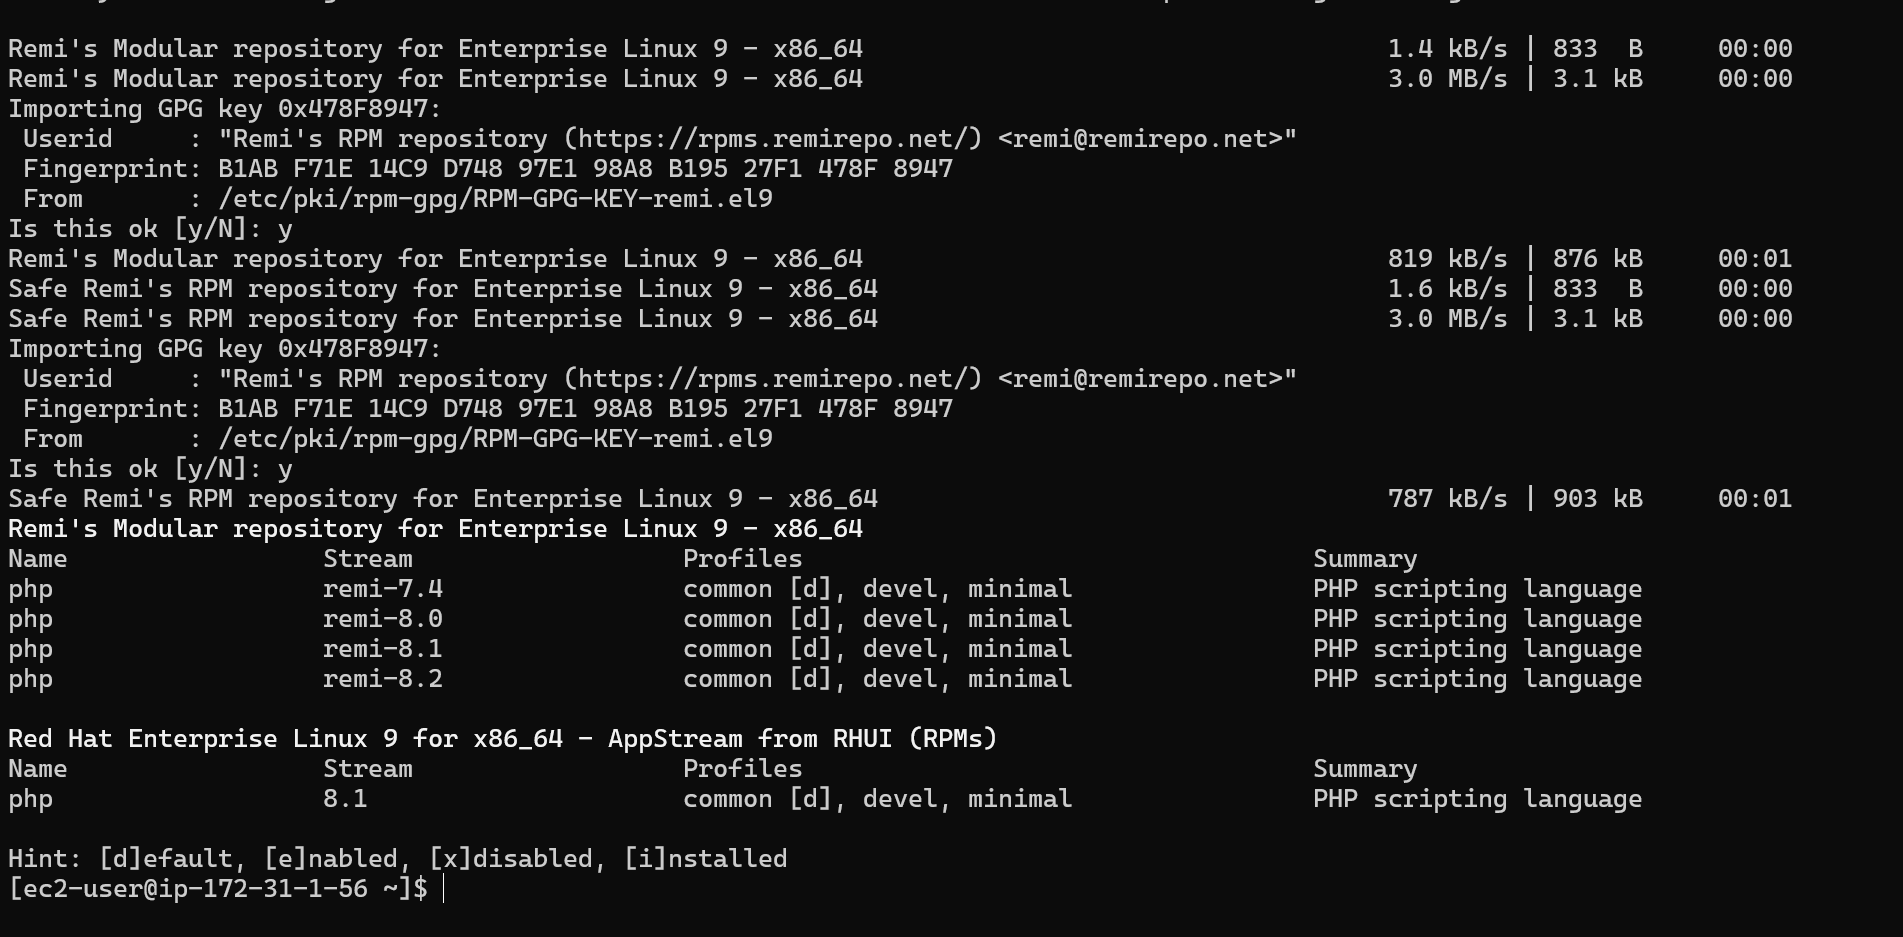 Remi's Modular repository for Enterprise Linux 9 - x86_64 1.4 kB/s | 833  B 00:00
Remi's Modular repository for Enterprise Linux 9 - x86_64 3.0 MB/s | 3.1 kB 00:00
Importing GPG key 0x478F8947:
Userid     : "Remi's RPM repository (https://rpms.remirepo.net/) <remi@remirepo.net>"
Fingerprint: B1AB F71E 14C9 D748 97E1 98A8 B195 27F1 478F 8947
From       : /etc/pki/rpm-gpg/RPM-GPG-KEY-remi.el9
Is this ok [y/N]: y
Remi's Modular repository for Enterprise Linux 9 - x86_64 819 kB/s | 876 kB 00:01
Safe Remi's RPM repository for Enterprise Linux 9 - x86_64 1.6 kB/s | 833  B 00:00
Safe Remi's RPM repository for Enterprise Linux 9 - x86_64 3.0 MB/s | 3.1 kB 00:00
Importing GPG key 0x478F8947:
Userid     : "Remi's RPM repository (https://rpms.remirepo.net/) <remi@remirepo.net>"
Fingerprint: B1AB F71E 14C9 D748 97E1 98A8 B195 27F1 478F 8947
From       : /etc/pki/rpm-gpg/RPM-GPG-KEY-remi.el9
Is this ok [y/N]: y
Safe Remi's RPM repository for Enterprise Linux 9 - x86_64 787 kB/s | 903 kB 00:01
Remi's Modular repository for Enterprise Linux 9 - x86_64
Name Stream Profiles Summary
php remi-7.4 common [d], devel, minimal PHP scripting language
php remi-8.0 common [d], devel, minimal PHP scripting language
php remi-8.1 common [d], devel, minimal PHP scripting language
php remi-8.2 common [d], devel, minimal PHP scripting language
Red Hat Enterprise Linux 9 for x86_64 - AppStream from RHUI (RPMs)
Name Stream Profiles Summary
php 8.1 common [d], devel, minimal PHP scripting language
Hint: [d]efault, [e]nabled, [x]disabled, [i]nstalled
[ec2-user@ip-172-31-1-56 ~]$